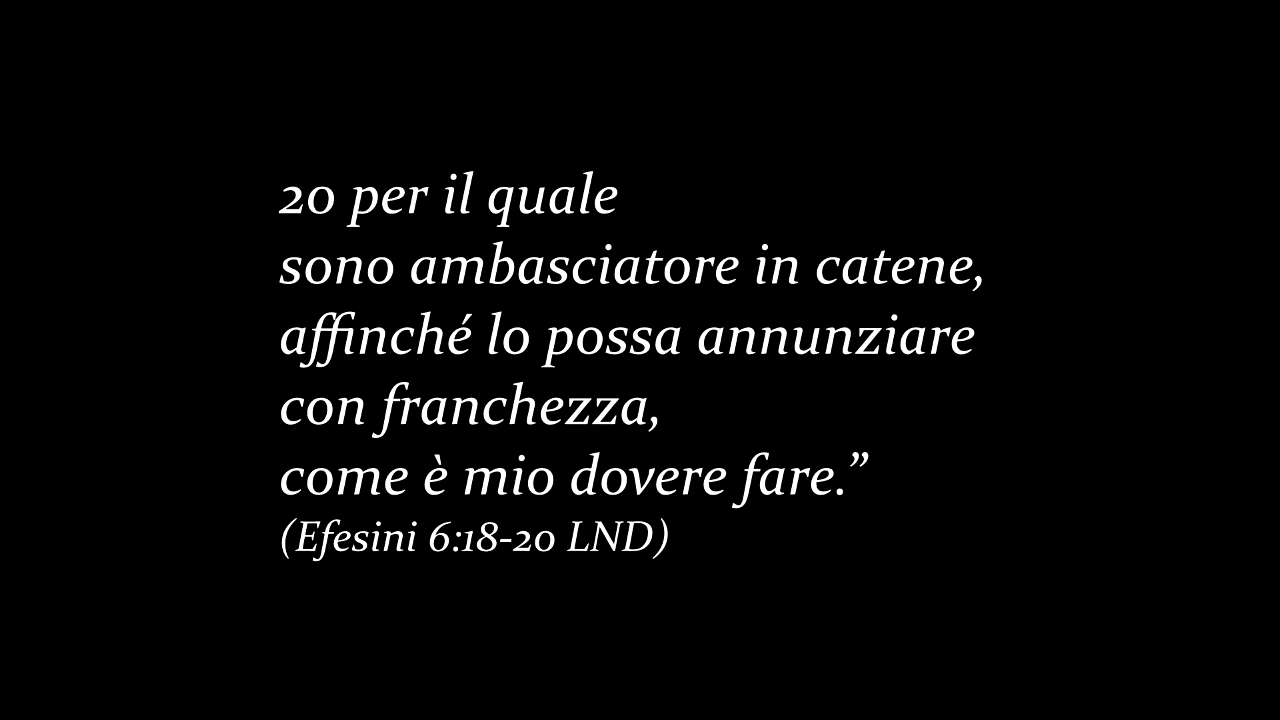 20 per il quale
sono ambasciatore in catene,
affinché lo possa annunziare
con franchezza,
come è mio dovere fare.”
(Efesini 6:18-20 LND)